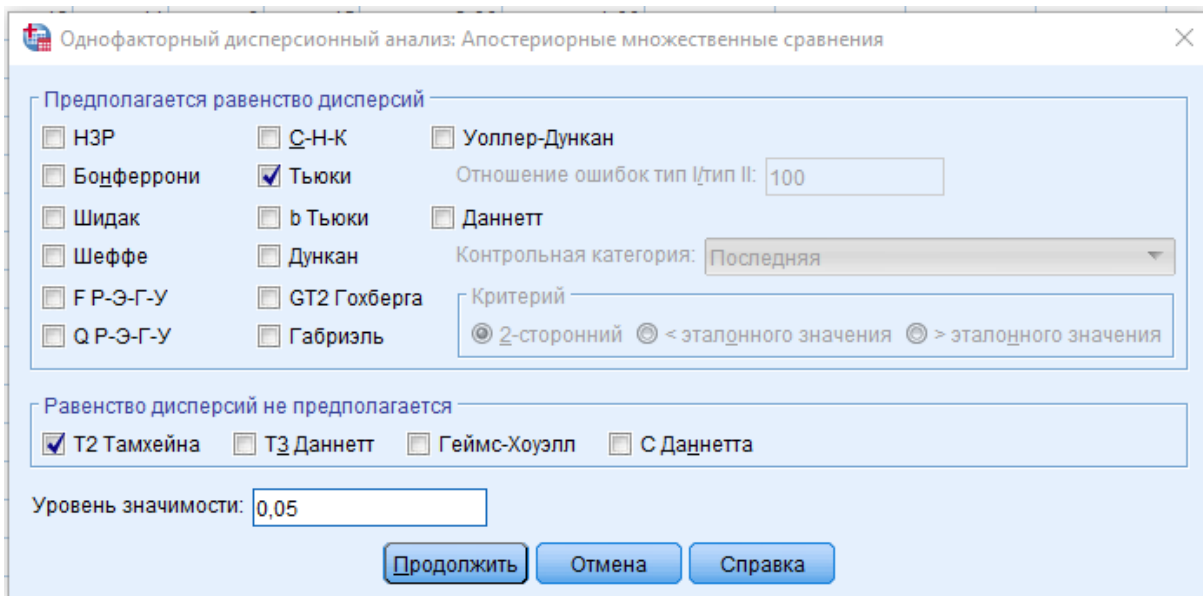 Однофакторный дисперсионный анализ: Апостериорные множественные сравнения
Предполагается равенство дисперсий
НЗР С-Н-К Уоллер-Дункан
Бонферрони Тьюки Отношение ошибок тип I/тип II: 100
Шидак b Тьюки Даннетт
Шеффе Дункан Контрольная категория: Последняя
F Р-Э-Г-У GT2 Гохберга Критерий
Q Р-Э-Г-У Габриэль 2-сторонний < эталонного значения > эталонного значения
Равенство дисперсий не предполагается
T2 Тамхейна T3 Даннетт Геймс-Хоуэлл C Даннетта
Уровень значимости: 0,05
Продолжить Отмена Справка